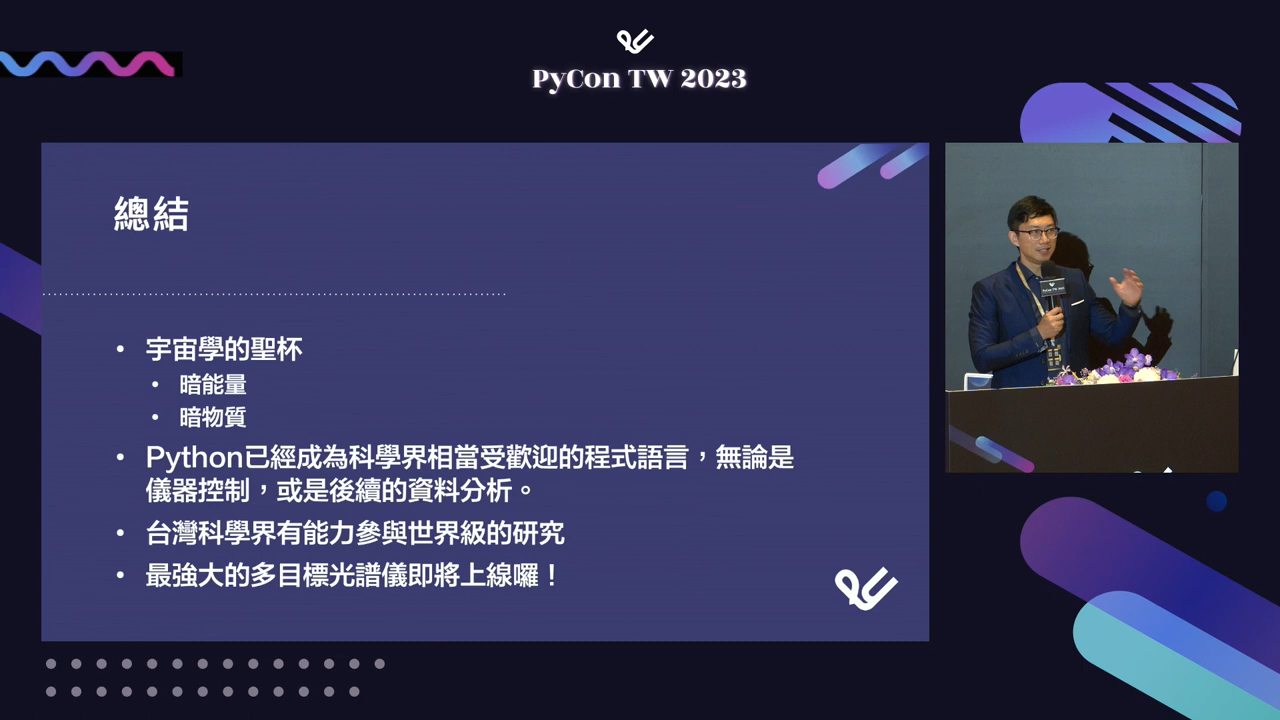 PyCon TW 2023
總結
• 宇宙學的聖杯
• 暗能量
• 暗物質
• Python已經成為科學界相當受歡迎的程式語言，無論是
儀器控制，或是後續的資料分析。
• 台灣科學界有能力參與世界級的研究
• 最強大的多目標光譜儀即將上線囉！